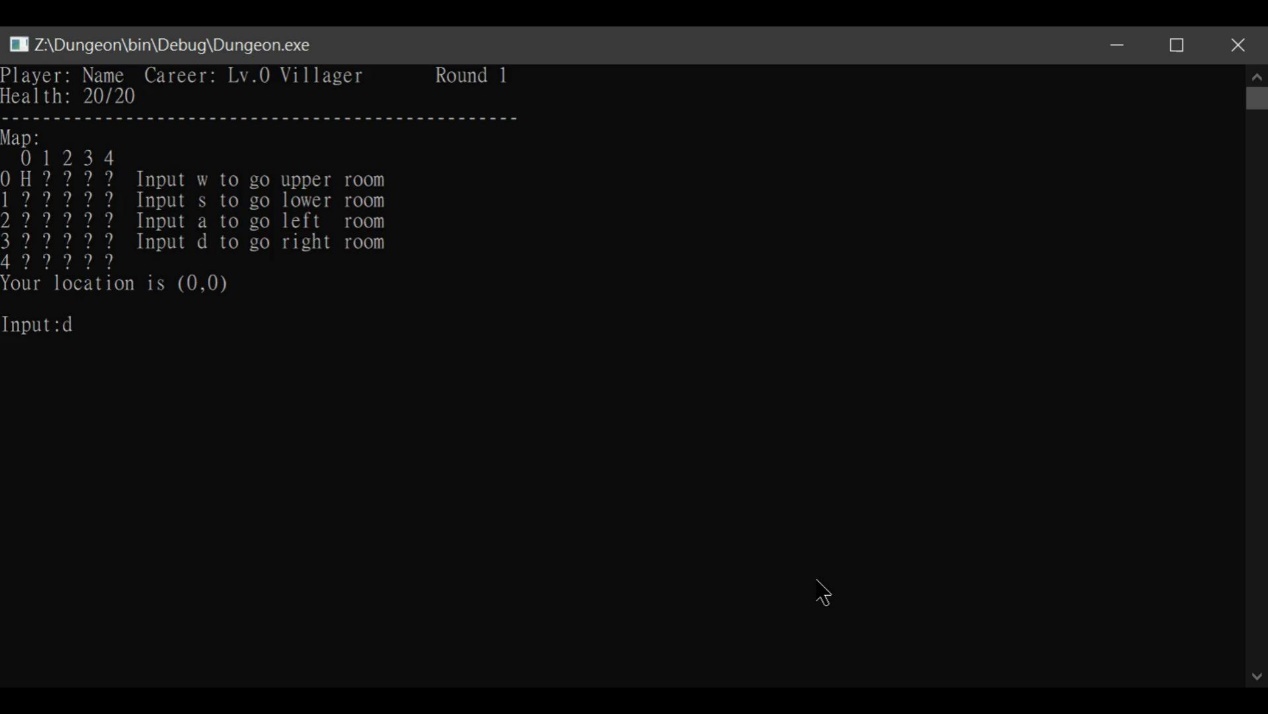 Z:\Dungeon\bin\Debug\Dungeon.exe
Player: Name  Career: Lv.0 Villager       Round 1
Health: 20/20
--------------------------------------------------
Map:
  0 1 2 3 4
0 H ? ? ? ?  Input w to go upper room
1 ? ? ? ? ?  Input s to go lower room
2 ? ? ? ? ?  Input a to go left  room
3 ? ? ? ? ?  Input d to go right room
4 ? ? ? ? ?
Your location is (0,0)
Input:d